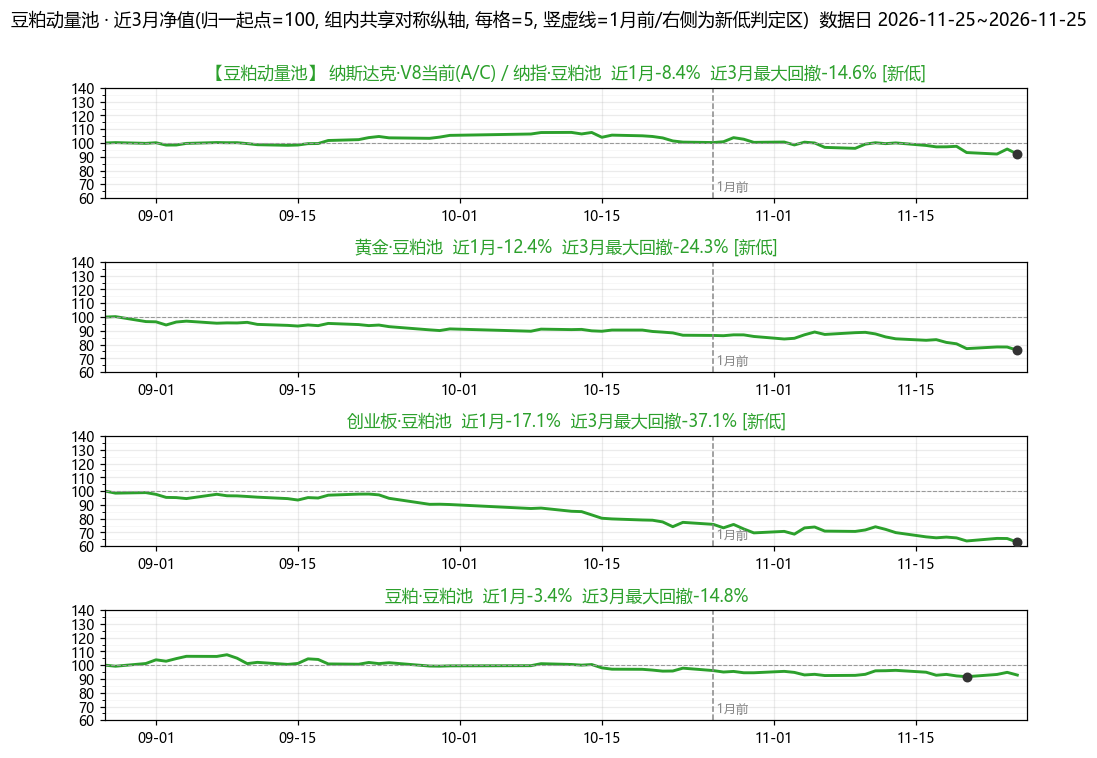 豆粕动量池 · 近3月净值(归一起点=100, 组内共享对称纵轴, 每格=5, 竖虚线=1月前/右侧为新低判定区)  数据日 2026-11-25~2026-11-25
【豆粕动量池】 纳斯达克·V8当前(A/C) / 纳指·豆粕池  近1月-8.4%  近3月最大回撤-14.6% [新低]
140
130
120
110
100
90
80
70
60
1月前
09-01 09-15 10-01 10-15 11-01 11-15
黄金·豆粕池  近1月-12.4%  近3月最大回撤-24.3% [新低]
140
130
120
110
100
90
80
70
60
1月前
09-01 09-15 10-01 10-15 11-01 11-15
创业板·豆粕池  近1月-17.1%  近3月最大回撤-37.1% [新低]
140
130
120
110
100
90
80
70
60
1月前
09-01 09-15 10-01 10-15 11-01 11-15
豆粕·豆粕池  近1月-3.4%  近3月最大回撤-14.8%
140
130
120
110
100
90
80
70
60
1月前
09-01 09-15 10-01 10-15 11-01 11-15